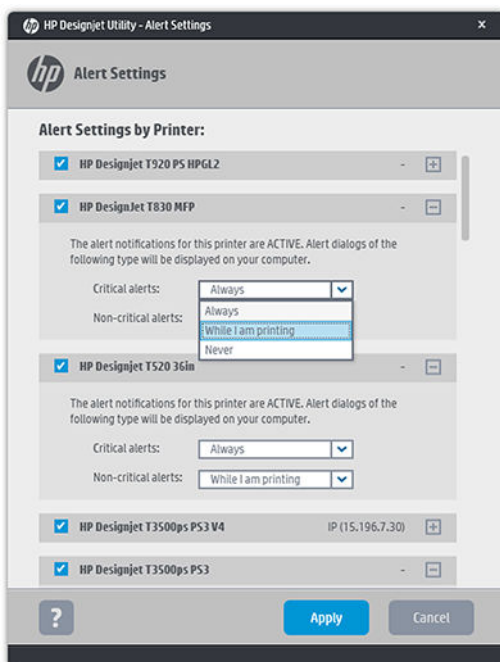 HP Designjet Utility - Alert Settings x
hp Alert Settings
Alert Settings by Printer:
HP Designjet T920 PS HPGL2 - +
HP DesignJet T830 MFP - -
The alert notifications for this printer are ACTIVE. Alert dialogs of the
following type will be displayed on your computer.
Critical alerts: Always
Always
Non-critical alerts:
While I am printing
Never
HP Designjet T520 36in - -
The alert notifications for this printer are ACTIVE. Alert dialogs of the
following type will be displayed on your computer.
Critical alerts: Always
Non-critical alerts: While I am printing
HP Designjet T3500ps PS3 V4 IP (15.196.7.30) +
HP Designjet T3500ps PS3 - -
? Apply Cancel